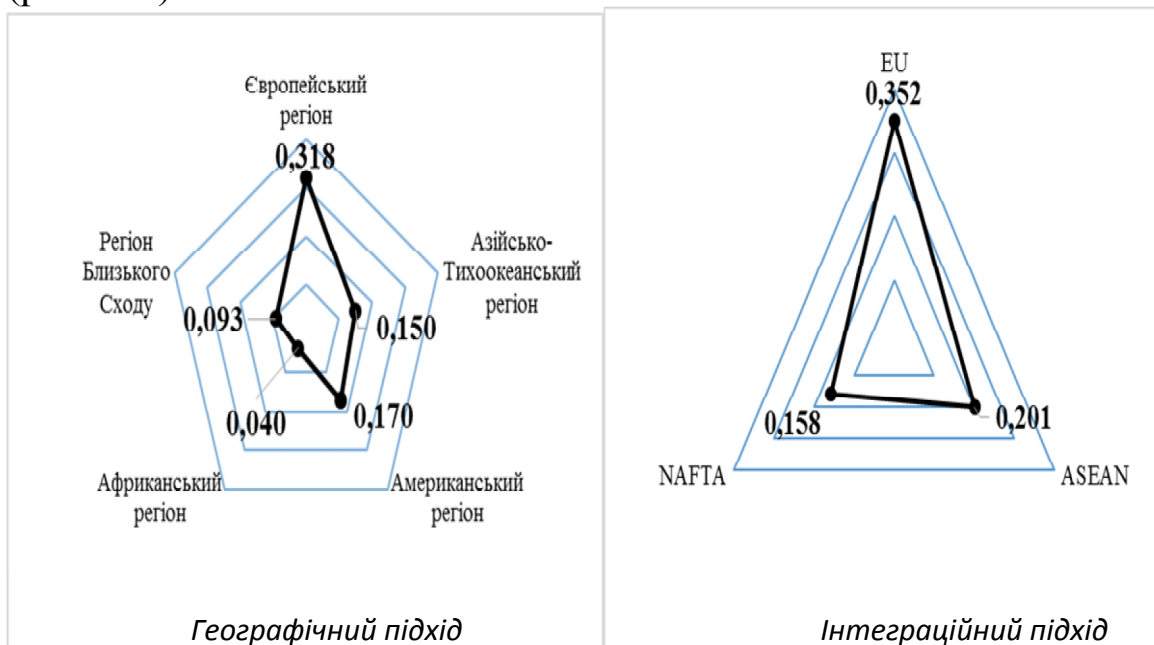 Європейський
регіон
0,318
Регіон
Близького
Сходу
Азійсько-
Тихоокеанський
регіон
0,093
0,150
0,040
0,170
Африканський
регіон
Американський
регіон
Географічний підхід
EU
0,352
0,158
0,201
NAFTA
ASEAN
Інтеграційний підхід